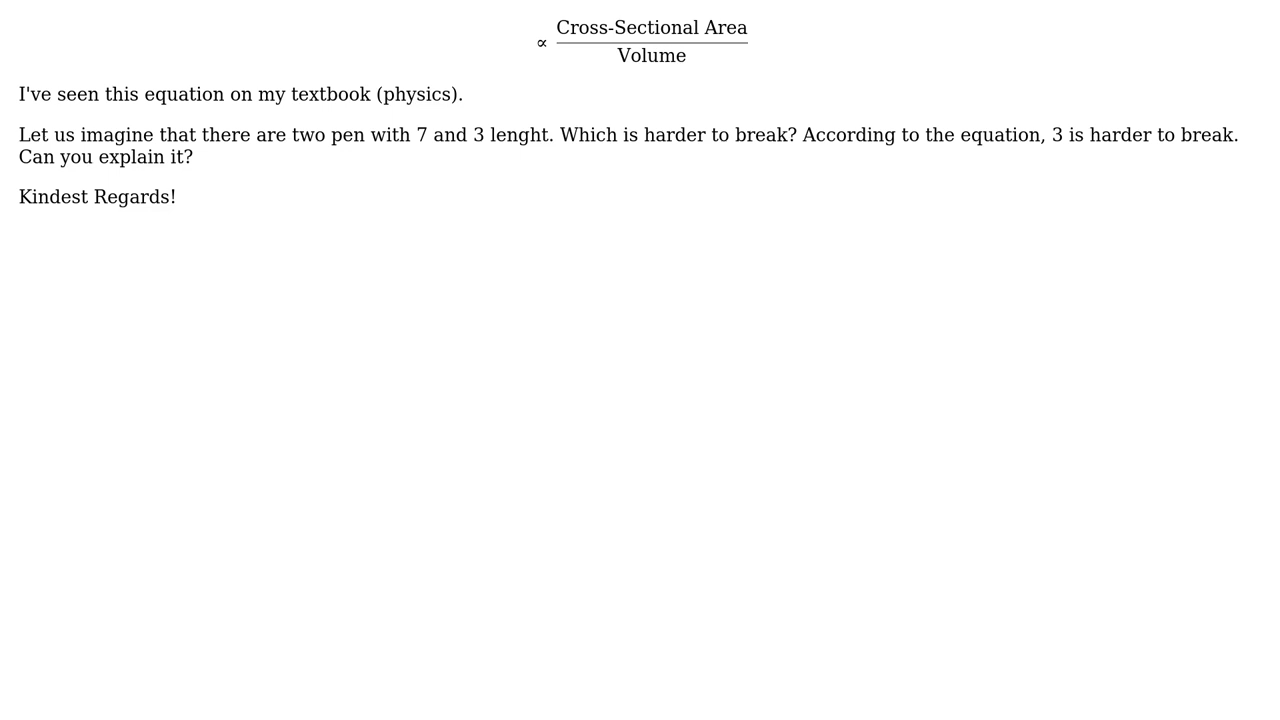 ∝ Cross-Sectional Area
Volume
I've seen this equation on my textbook (physics).
Let us imagine that there are two pen with 7 and 3 lenght. Which is harder to break? According to the equation, 3 is harder to break.
Can you explain it?
Kindest Regards!